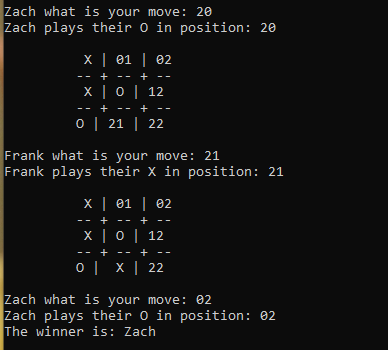 Zach what is your move: 20
Zach plays their O in position: 20
X | 01 | 02
-- + -- + --
X | O | 12
-- + -- + --
O | 21 | 22
Frank what is your move: 21
Frank plays their X in position: 21
X | 01 | 02
-- + -- + --
X | O | 12
-- + -- + --
O | X | 22
Zach what is your move: 02
Zach plays their O in position: 02
The winner is: Zach